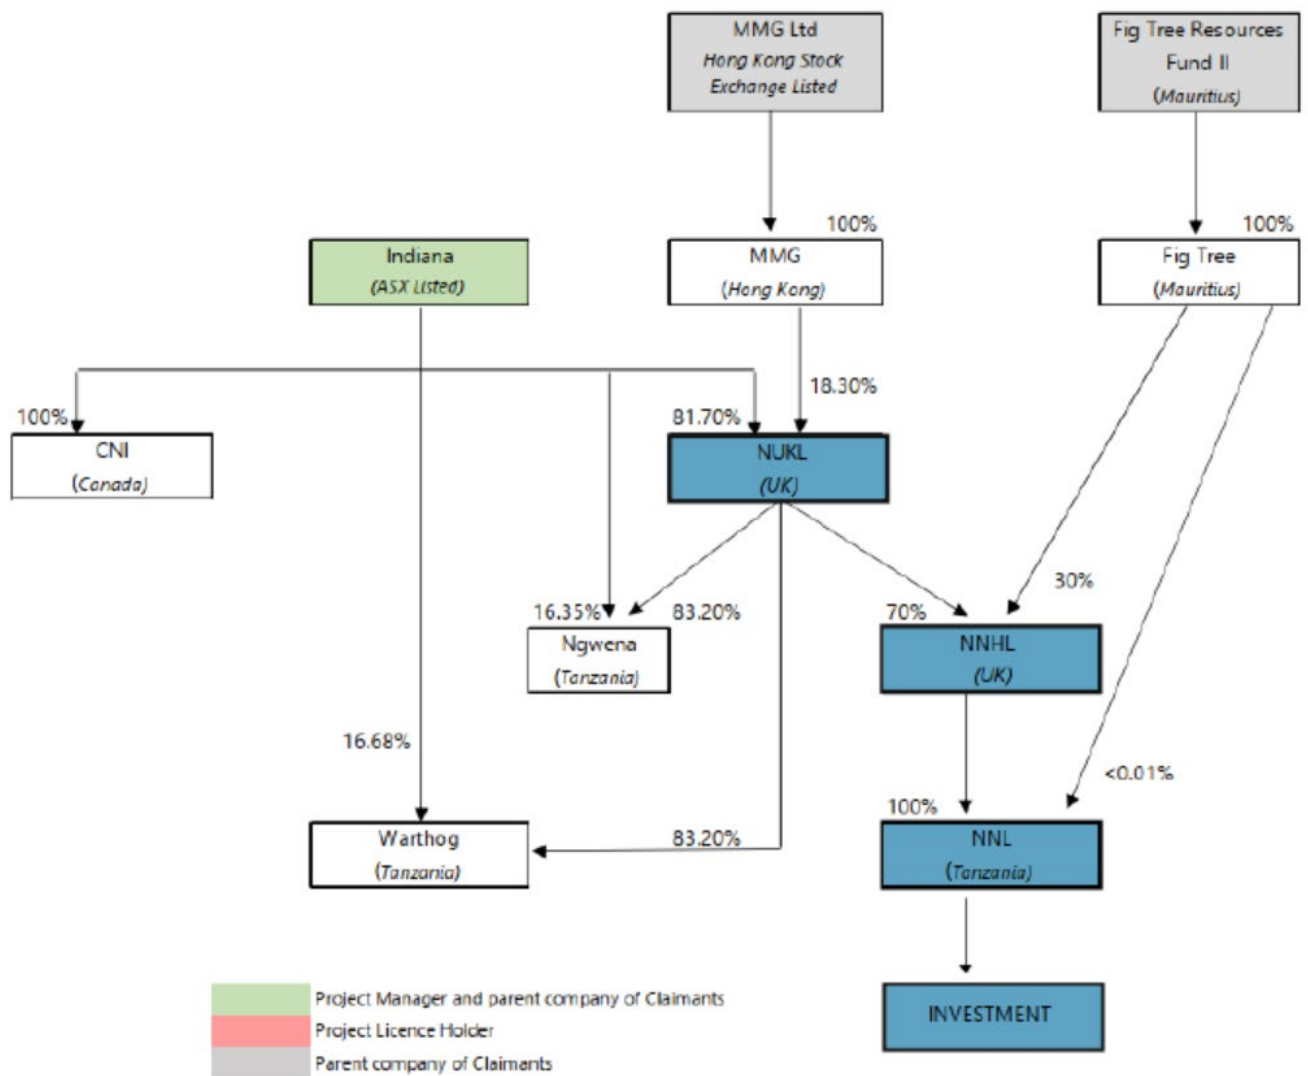 MMG Ltd
Hong Kong Stock
Exchange Listed
Fig Tree Resources
Fund II
(Mauritius)
100%
100%
Indiana
(ASX Listed)
MMG
(Hong Kong)
Fig Tree
(Mauritius)
18.30%
100%
81.70%
CNI
(Canada)
NUKL
(UK)
30%
16.35%
83.20%
70%
Ngwena
(Tanzania)
NNHL
(UK)
16.68%
<0.01%
100%
Warthog
(Tanzania)
83.20%
NNL
(Tanzania)
Project Manager and parent company of Claimants
Project Licence Holder
Parent company of Claimants
INVESTMENT